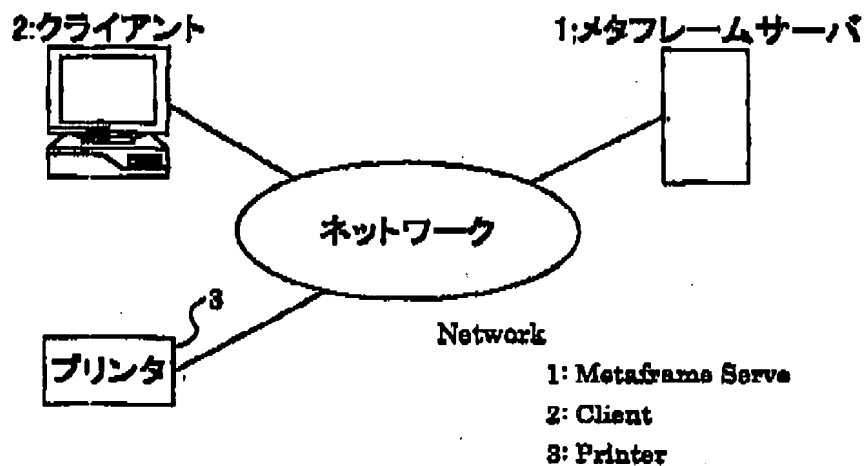 2:クライアント
1:メタフレームサーバ
ネットワーク
3
プリンタ
Network
1: Metaframe Serve
2: Client
3: Printer